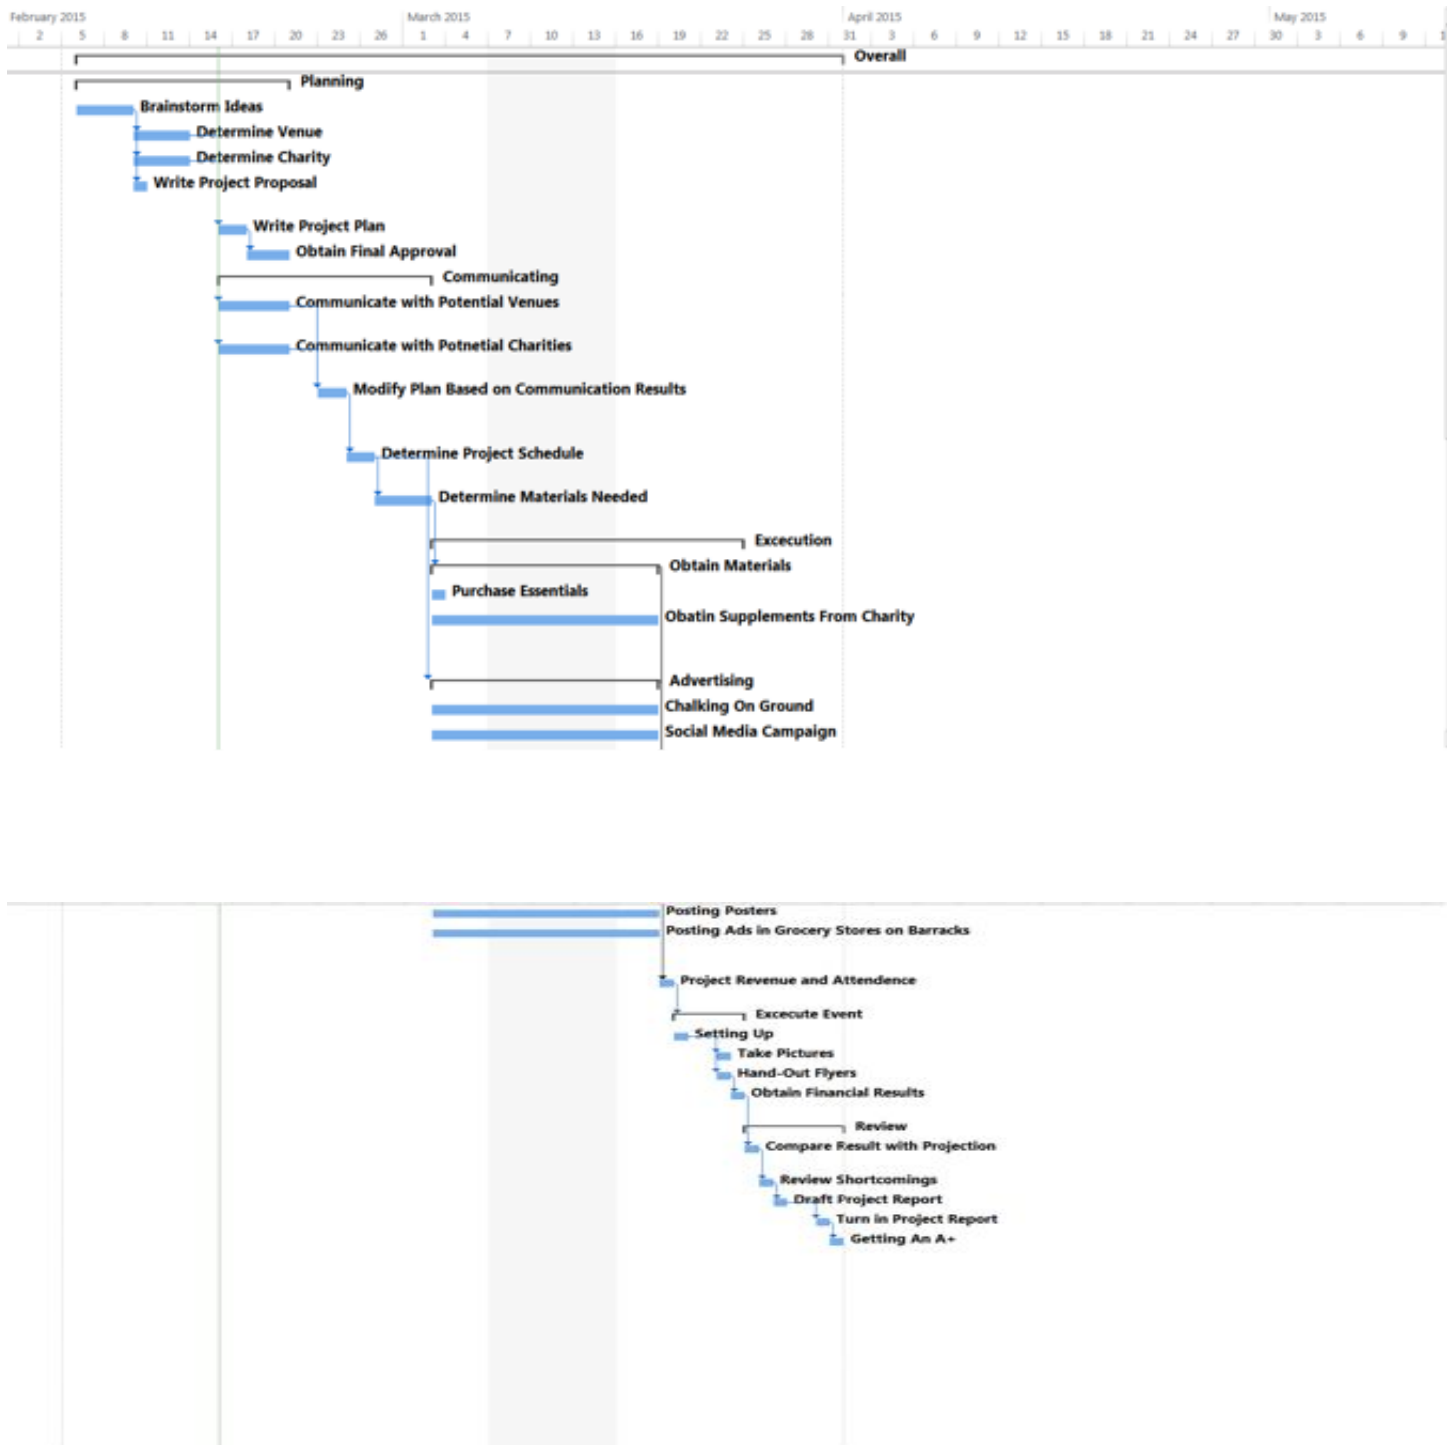 February 2015 March 2015 April 2015 May 2015
2 5 8 11 14 17 20 23 26 1 4 7 10 13 16 19 22 25 28 31 3 6 9 12 15 18 21 24 27 30 3 6 9 1
Overall
Planning
Brainstorm Ideas
Determine Venue
Determine Charity
Write Project Proposal
Write Project Plan
Obtain Final Approval
Communicating
Communicate with Potential Venues
Communicate with Potnetial Charities
Modify Plan Based on Communication Results
Determine Project Schedule
Determine Materials Needed
Excecution
Obtain Materials
Purchase Essentials
Obatin Supplements From Charity
Advertising
Chalking On Ground
Social Media Campaign
Posting Posters
Posting Ads in Grocery Stores on Barracks
Project Revenue and Attendence
Excecute Event
Setting Up
Take Pictures
Hand-Out Flyers
Obtain Financial Results
Review
Compare Result with Projection
Review Shortcomings
Draft Project Report
Turn in Project Report
Getting An A+